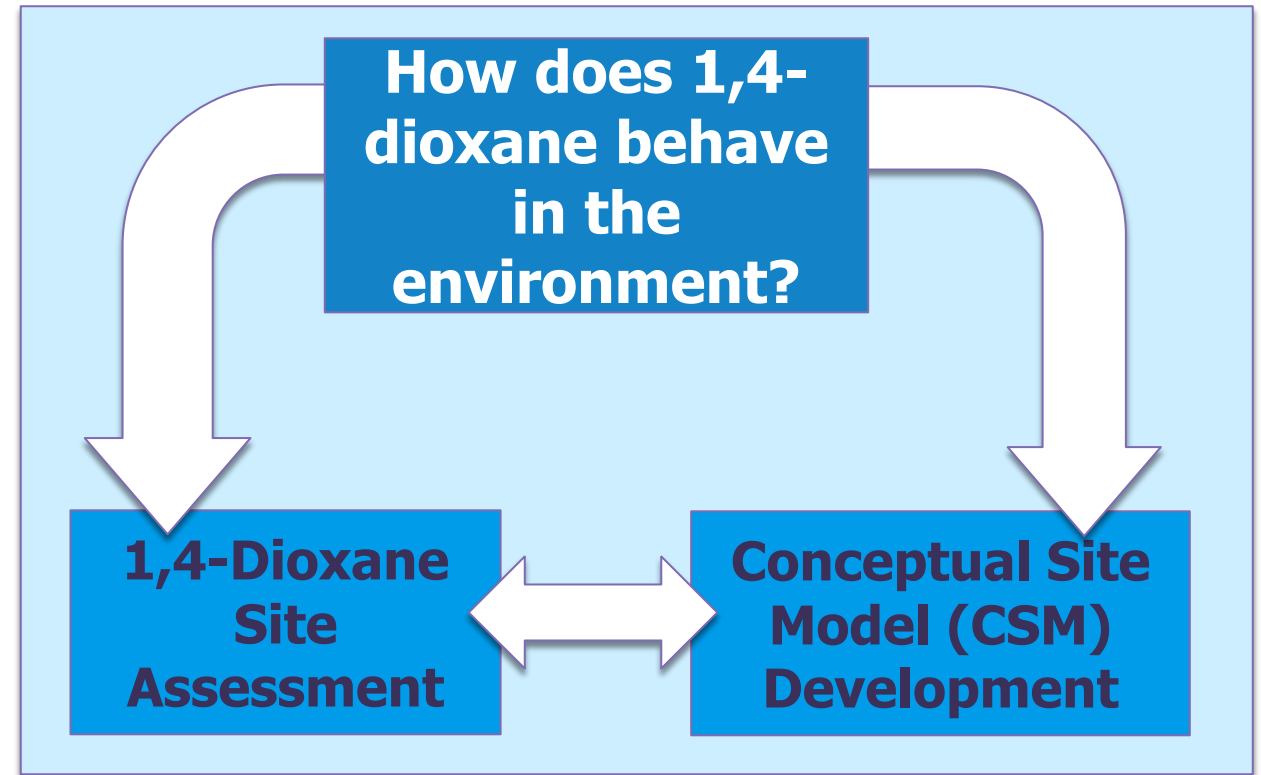 How does 1,4-
dioxane behave
in the
environment?
1,4-Dioxane
Site
Assessment
Conceptual Site
Model (CSM)
Development